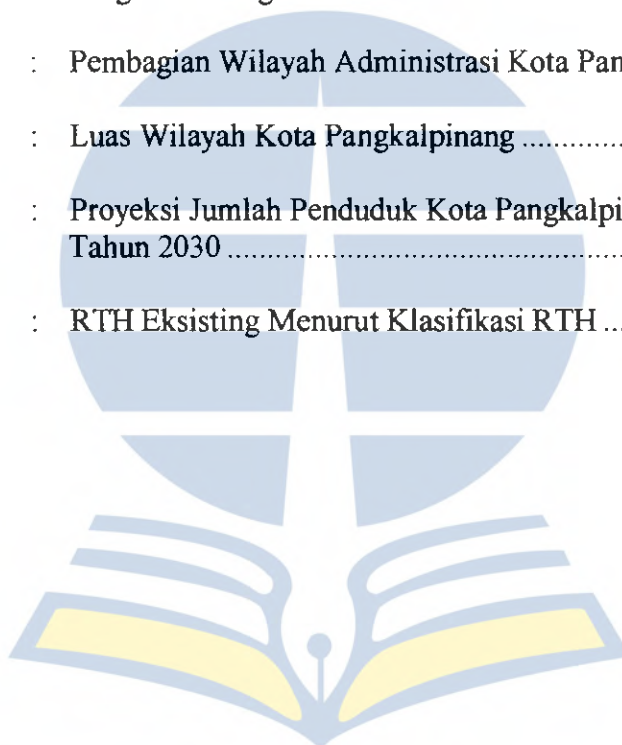 : Pembagian Wilayah Administrasi Kota Pan
: Luas Wilayah Kota Pangkalpinang ..............
: Proyeksi Jumlah Penduduk Kota Pangkalpi
Tahun 2030 ..................................................
: RTH Eksisting Menurut Klasifikasi RTH ...